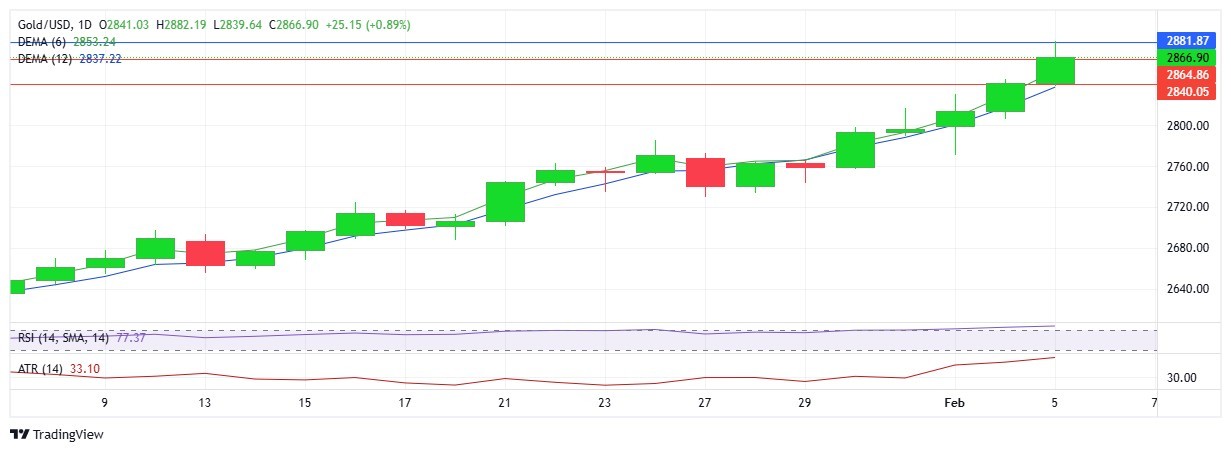 Gold/USD, 1D O2841.03 H2882.19 L2839.64 C2866.90 +25.15 (+0.89%)
DEMA (6) 2853.24
DEMA (12) 2837.22
2881.87
2866.90
2864.86
2840.05
2800.00
2760.00
2720.00
2680.00
2640.00
RSI (14, SMA, 14) 77.37
ATR (14) 33.10
30.00
9 13 15 17 21 23 27 29 Feb 5 7
TradingView